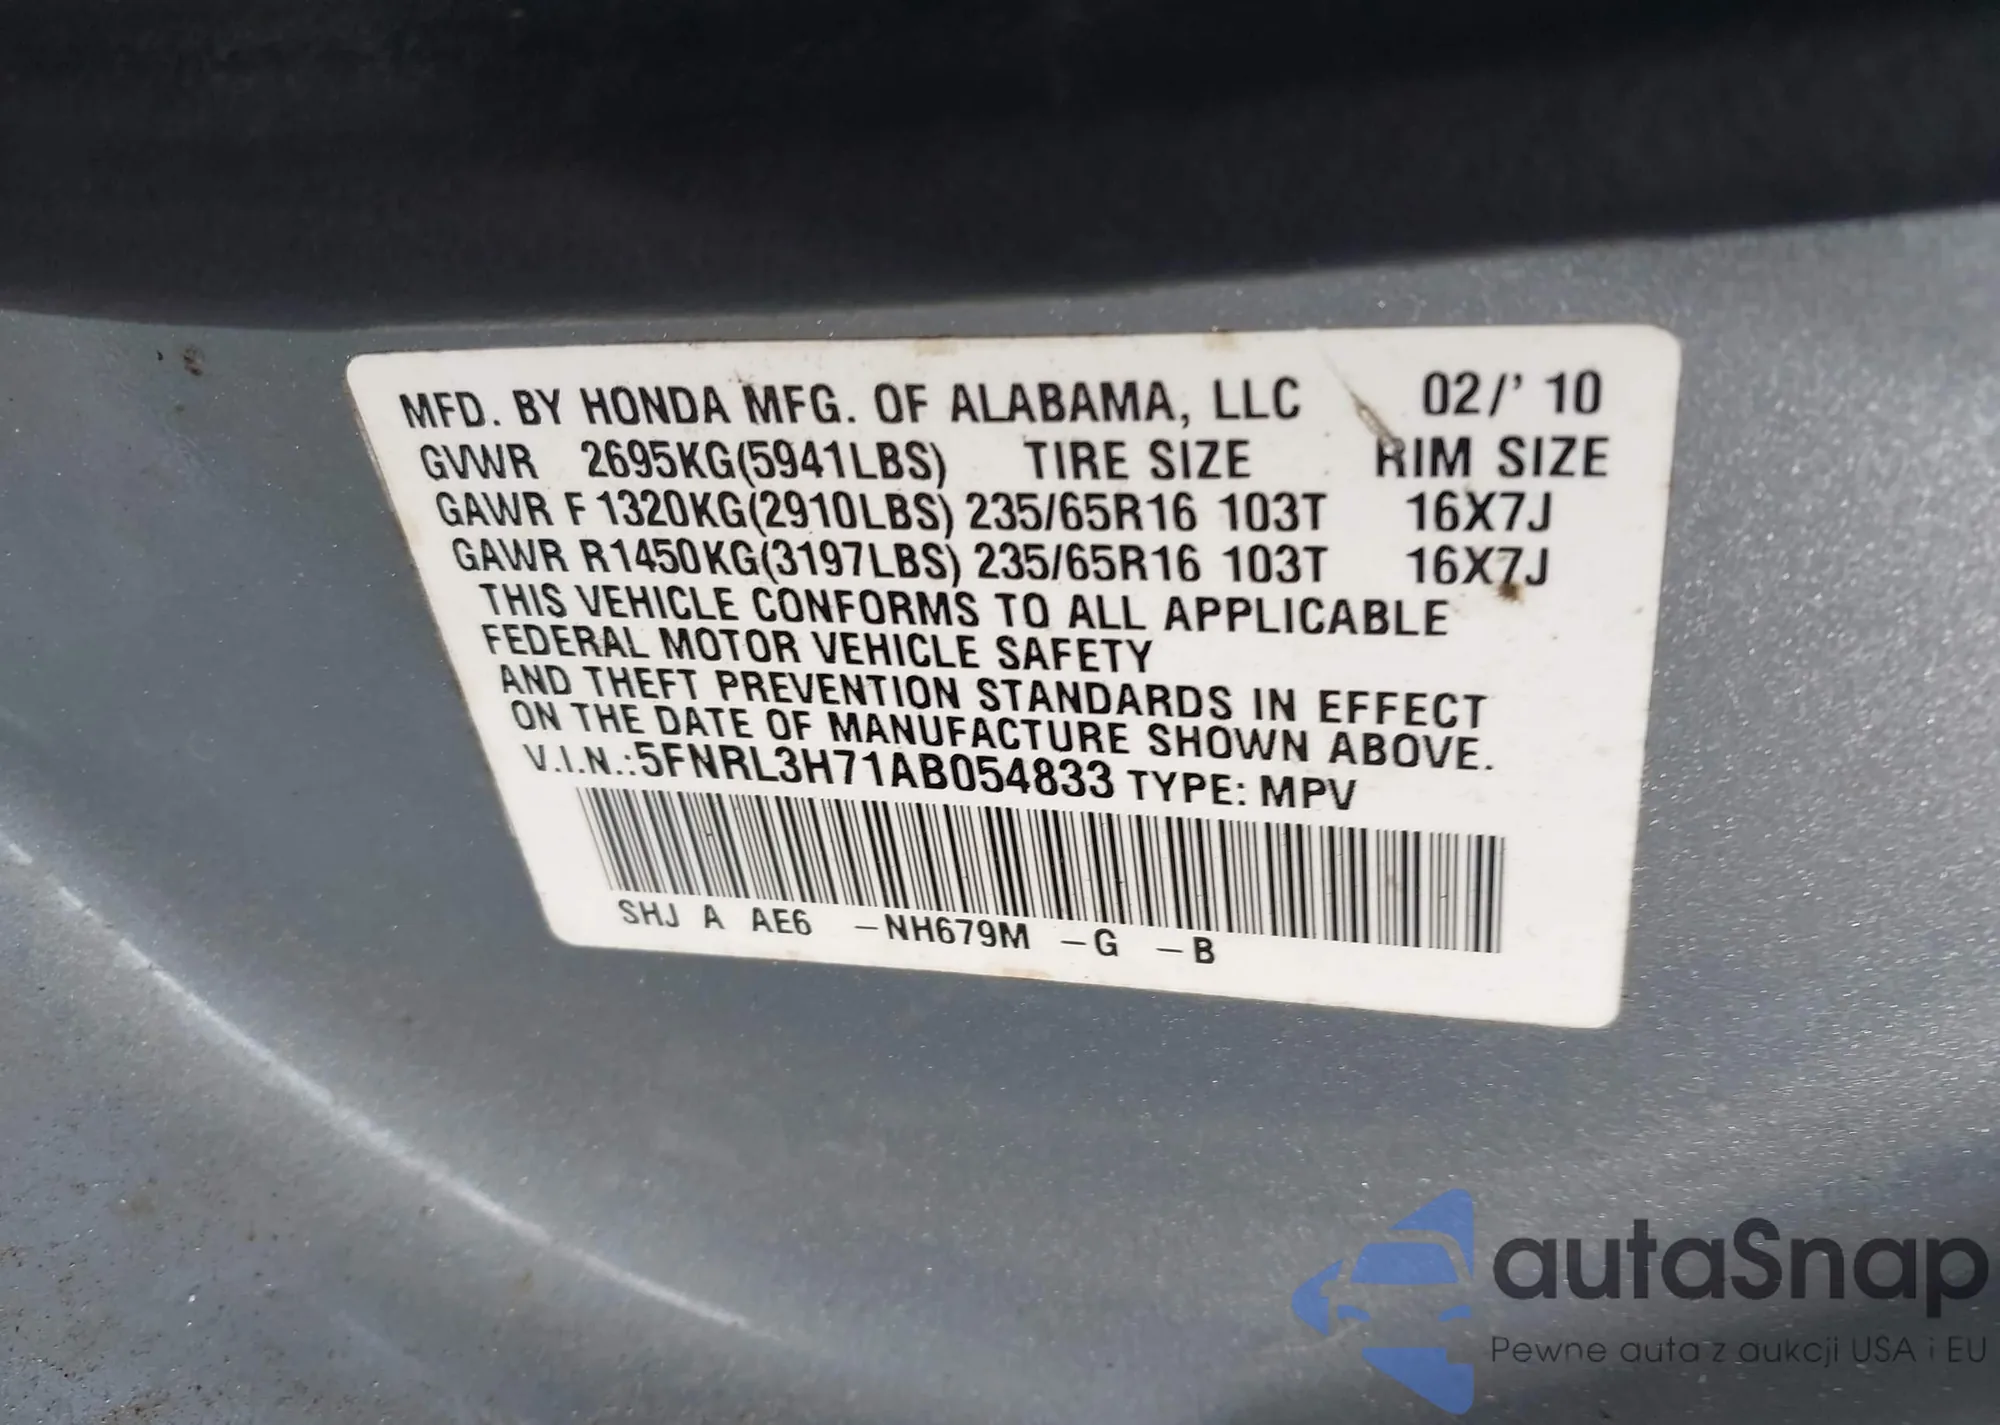 MFD. BY HONDA MFG. OF ALABAMA, LLC 02/' 10
GVWR 2695KG(5941LBS) TIRE SIZE RIM SIZE
GAWR F 1320KG(2910LBS) 235/65R16 103T 16X7J
GAWR R1450KG(3197LBS) 235/65R16 103T 16X7J
THIS VEHICLE CONFORMS TO ALL APPLICABLE
FEDERAL MOTOR VEHICLE SAFETY
AND THEFT PREVENTION STANDARDS IN EFFECT
ON THE DATE OF MANUFACTURE SHOWN ABOVE.
V.I.N.:5FNRL3H71AB054833 TYPE: MPV
SHJ A AE6 –NH679M –G –B
autaSnap
Pewne auta z aukcji USA i EU